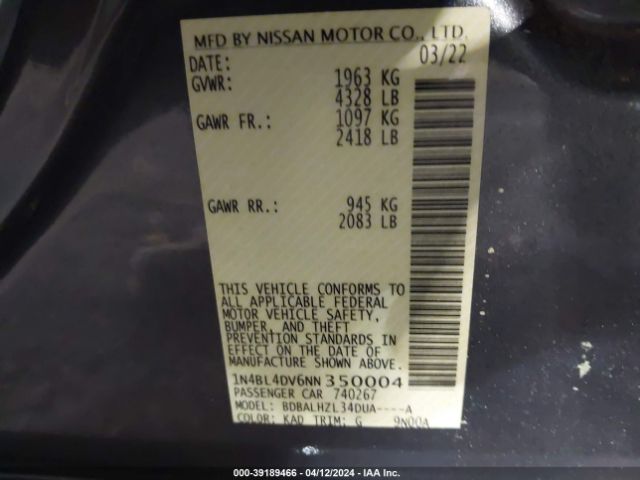 MFD BY NISSAN MOTOR CO., LTD.
DATE: 03/22
GVWR: 1963 KG
4328 LB
GAWR FR.: 1097 KG
2418 LB
GAWR RR.: 945 KG
2083 LB
THIS VEHICLE CONFORMS TO
ALL APPLICABLE FEDERAL
MOTOR VEHICLE SAFETY,
BUMPER, AND THEFT
PREVENTION STANDARDS IN
EFFECT ON THE DATE OF
MANUFACTURE SHOWN ABOVE.
1N4BL4DV6NN350004
PASSENGER CAR 740267
MODEL: BDBALHZL34DUA----A
COLOR: KAD TRIM: G 9N00A
000-39189466 - 04/12/2024 - IAA Inc.